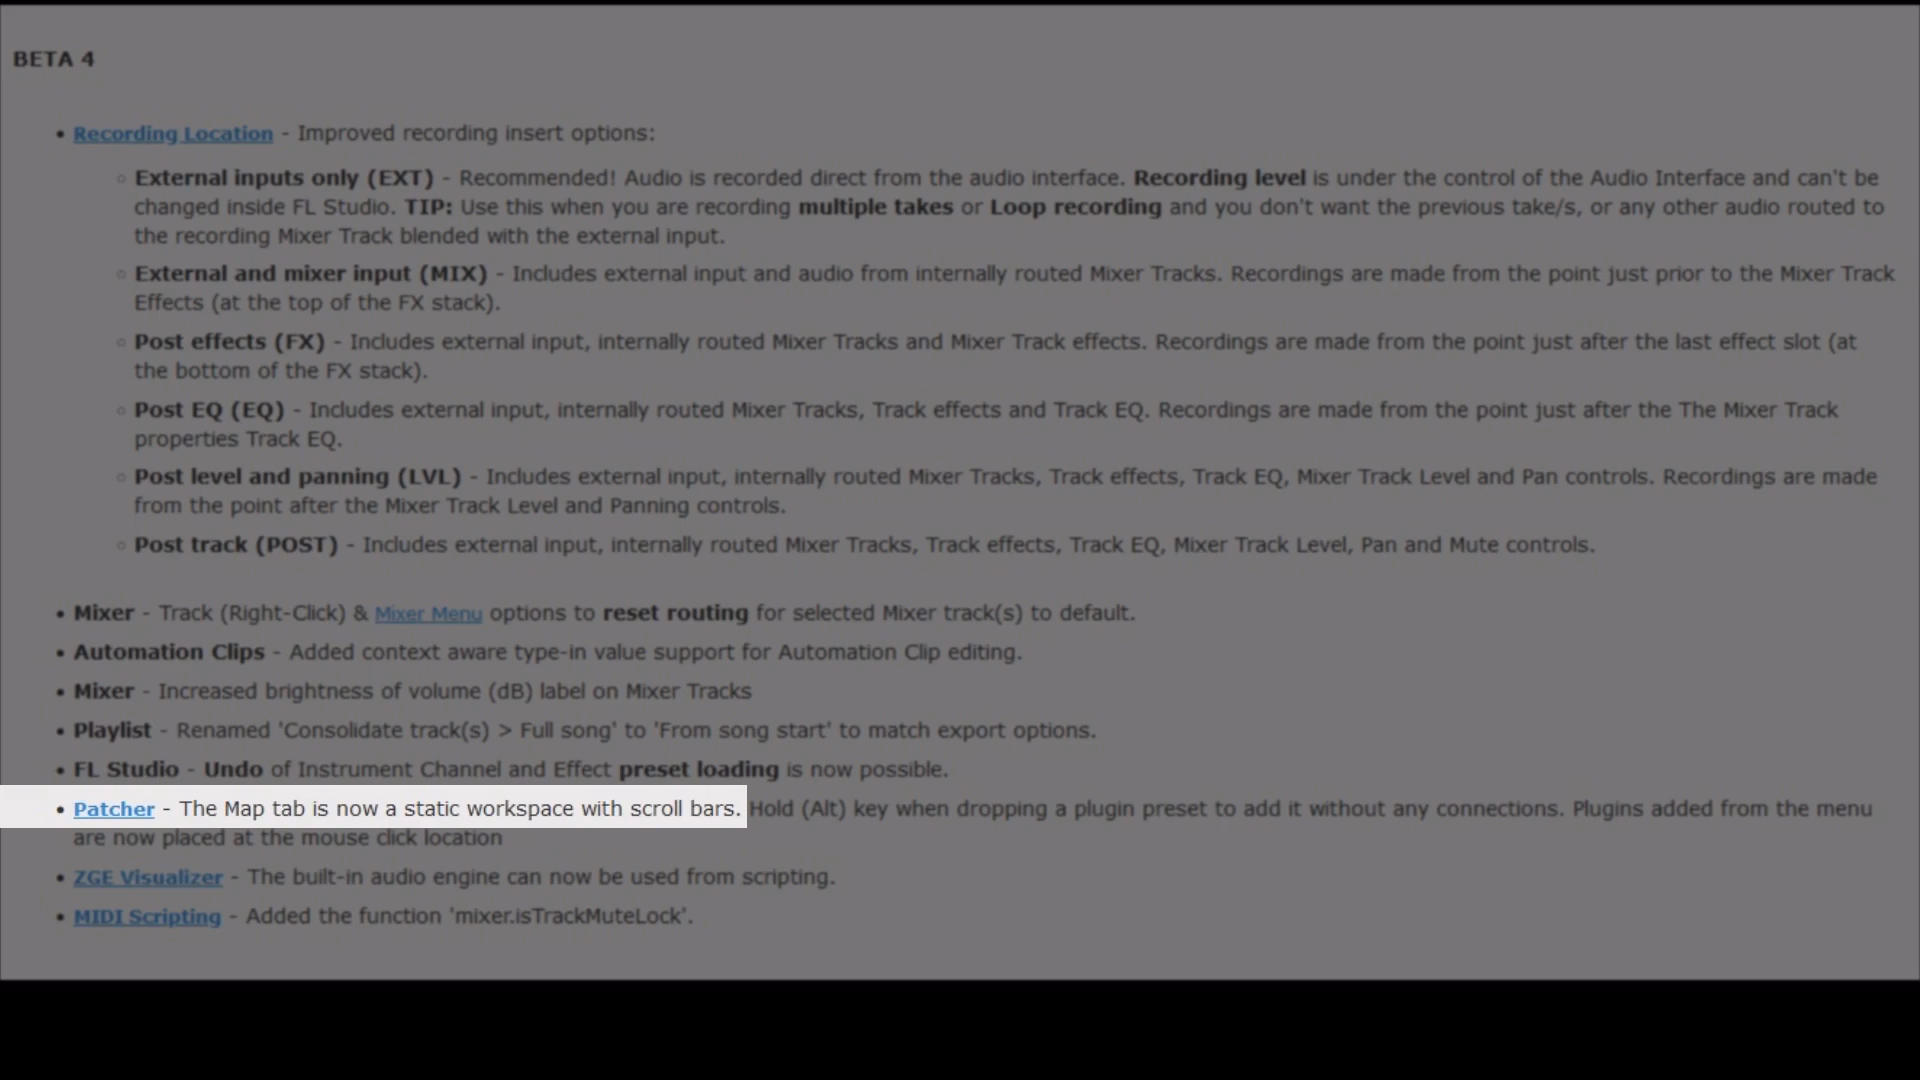 BETA 4
• Recording Location - Improved recording insert options:
◦ External inputs only (EXT) - Recommended! Audio is recorded direct from the audio interface. Recording level is under the control of the Audio Interface and can't be
changed inside FL Studio. TIP: Use this when you are recording multiple takes or Loop recording and you don't want the previous take/s, or any other audio routed to
the recording Mixer Track blended with the external input.
◦ External and mixer input (MIX) - Includes external input and audio from internally routed Mixer Tracks. Recordings are made from the point just prior to the Mixer Track
Effects (at the top of the FX stack).
◦ Post effects (FX) - Includes external input, internally routed Mixer Tracks and Mixer Track effects. Recordings are made from the point just after the last effect slot (at
the bottom of the FX stack).
◦ Post EQ (EQ) - Includes external input, internally routed Mixer Tracks, Track effects and Track EQ. Recordings are made from the point just after the The Mixer Track
properties Track EQ.
◦ Post level and panning (LVL) - Includes external input, internally routed Mixer Tracks, Track effects, Track EQ, Mixer Track Level and Pan controls. Recordings are made
from the point after the Mixer Track Level and Panning controls.
◦ Post track (POST) - Includes external input, internally routed Mixer Tracks, Track effects, Track EQ, Mixer Track Level, Pan and Mute controls.
• Mixer - Track (Right-Click) & Mixer Menu options to reset routing for selected Mixer track(s) to default.
• Automation Clips - Added context aware type-in value support for Automation Clip editing.
• Mixer - Increased brightness of volume (dB) label on Mixer Tracks
• Playlist - Renamed 'Consolidate track(s) > Full song' to 'From song start' to match export options.
• FL Studio - Undo of Instrument Channel and Effect preset loading is now possible.
• Patcher - The Map tab is now a static workspace with scroll bars. Hold (Alt) key when dropping a plugin preset to add it without any connections. Plugins added from the menu
are now placed at the mouse click location
• ZGE Visualizer - The built-in audio engine can now be used from scripting.
• MIDI Scripting - Added the function 'mixer.isTrackMuteLock'.